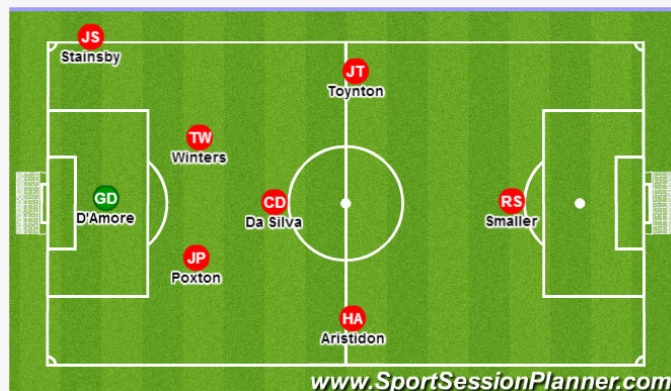 JS
Stainsby
JT
Toynton
TW
Winters
GD
D'Amore
CD
Da Silva
RS
Smaller
JP
Poxton
HA
Aristidon
www.SportSessionPlanner.com